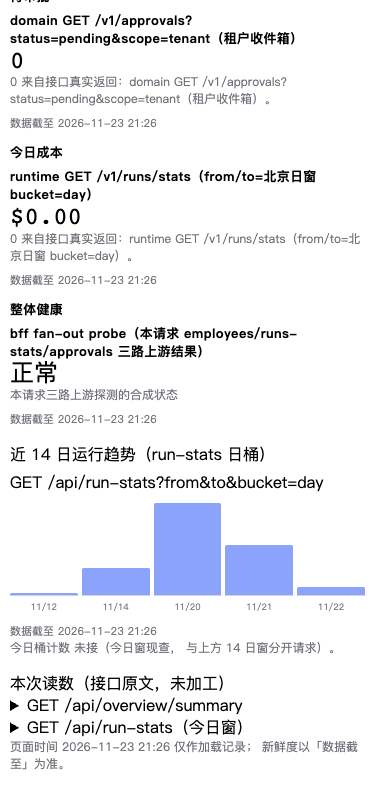 domain GET /v1/approvals?
status=pending&scope=tenant（租户收件箱）
0
0 来自接口真实返回：domain GET /v1/approvals?
status=pending&scope=tenant（租户收件箱）。
数据截至 2026-11-23 21:26
今日成本
runtime GET /v1/runs/stats（from/to=北京日窗
bucket=day）
$0.00
0 来自接口真实返回：runtime GET /v1/runs/stats（from/to=北
京日窗 bucket=day）。
数据截至 2026-11-23 21:26
整体健康
bff fan-out probe（本请求 employees/runs-
stats/approvals 三路上游结果）
正常
本请求三路上游探测的合成状态
数据截至 2026-11-23 21:26
近 14 日运行趋势（run-stats 日桶）
GET /api/run-stats?from&to&bucket=day
11/12 11/14 11/20 11/21 11/22
数据截至 2026-11-23 21:26
今日桶计数 未接（今日窗现查， 与上方 14 日窗分开请求）。
本次读数（接口原文，未加工）
▶ GET /api/overview/summary
▶ GET /api/run-stats（今日窗）
页面时间 2026-11-23 21:26 仅作加载记录； 新鲜度以「数据截
至」为准。